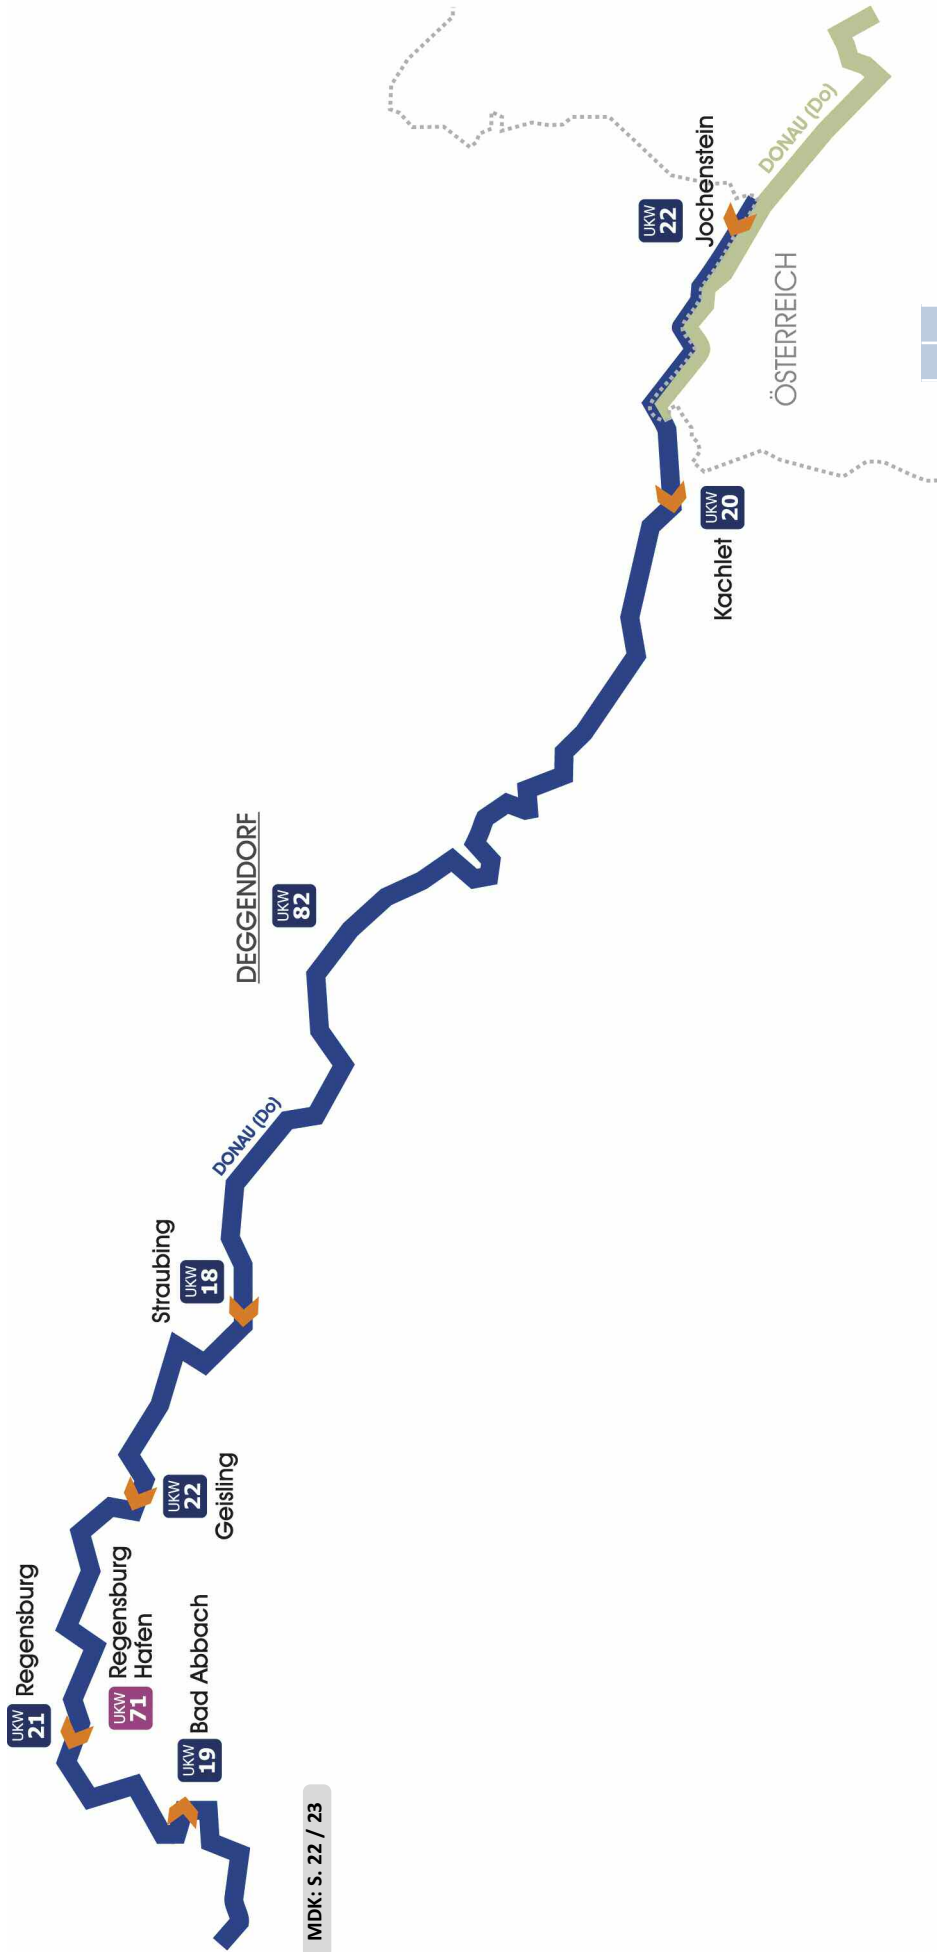 UKW
21
Regensburg
UKW
71
Regensburg
Hafen
UKW
19
Bad Abbach
MDK: S. 22 / 23
UKW
22
Geisling
Straubing
UKW
18
DONAU (Do)
DEGGENDORF
UKW
82
Kachlet
UKW
20
UKW
22
Jochenstein
DONAU (Do)
ÖSTERREICH